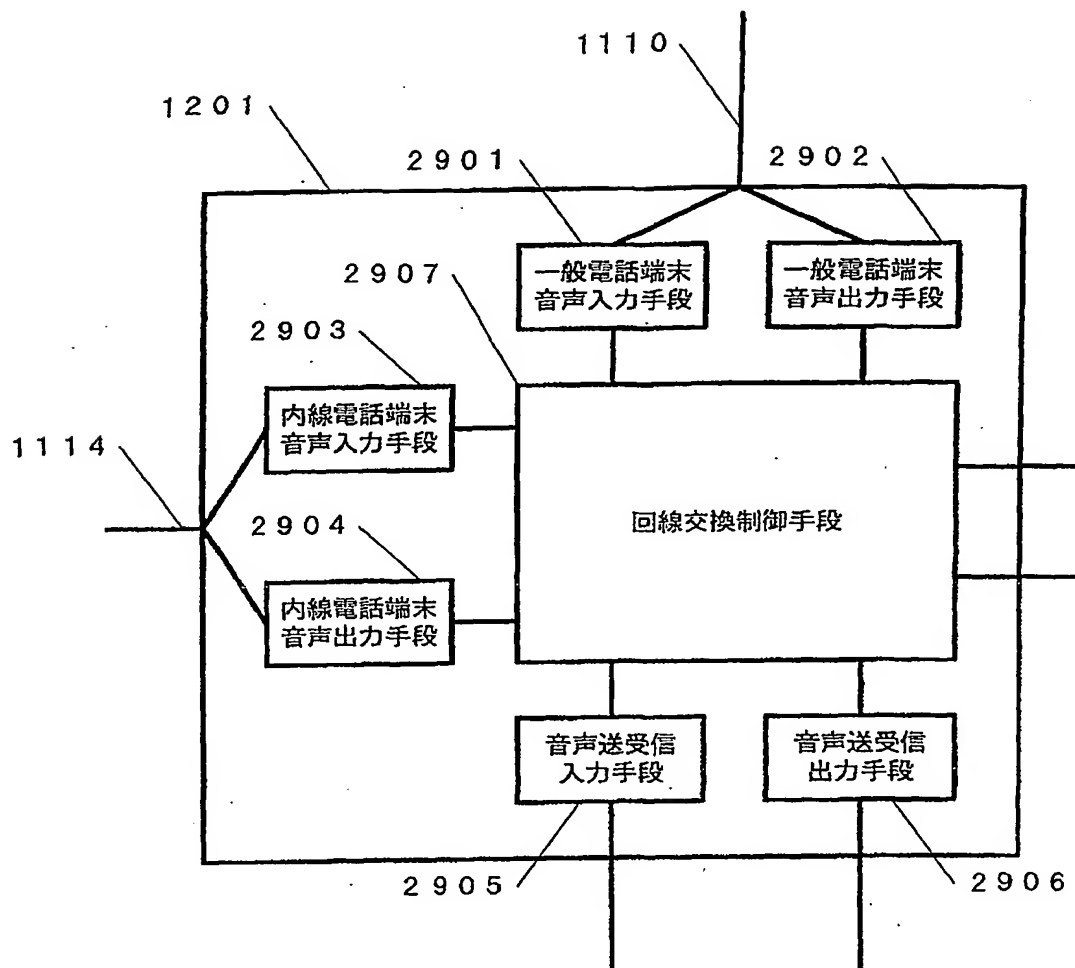 1110
1201
2901
2902
一般電話端末
音声入力手段
一般電話端末
音声出力手段
2907
2903
内線電話端末
音声入力手段
1114
回線交換制御手段
2904
内線電話端末
音声出力手段
音声送受信
入力手段
音声送受信
出力手段
2905
2906